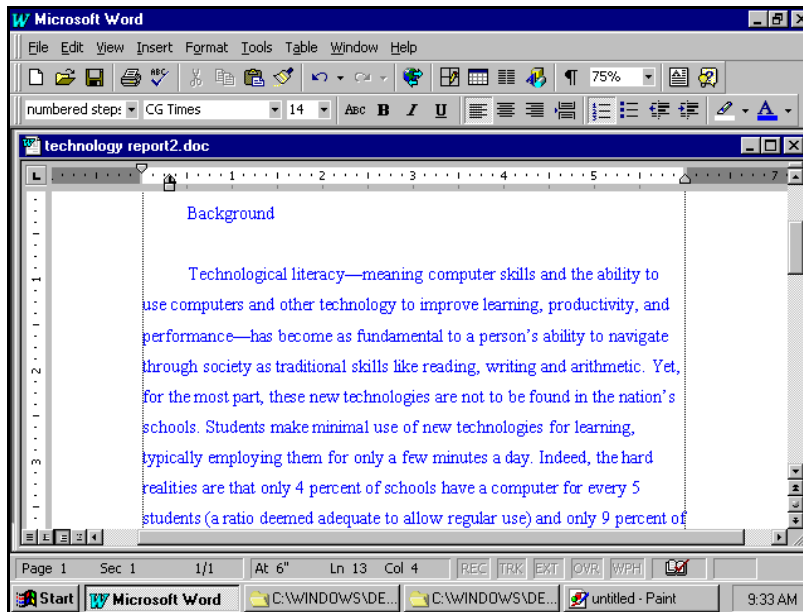 Microsoft Word
File Edit View Insert Format Tools Table Window Help
ABC 75%
numbered step: CG Times 14 ABC B I U A
technology report2.doc
L 1 2 3 4 5 7
Background
1
Technological literacy—meaning computer skills and the ability to
use computers and other technology to improve learning, productivity, and
performance—has become as fundamental to a person's ability to navigate
2
through society as traditional skills like reading, writing and arithmetic. Yet,
for the most part, these new technologies are not to be found in the nation's
schools. Students make minimal use of new technologies for learning,
3
typically employing them for only a few minutes a day. Indeed, the hard
realities are that only 4 percent of schools have a computer for every 5
students (a ratio deemed adequate to allow regular use) and only 9 percent of
Page 1 Sec 1 1/1 At 6" Ln 13 Col 4 REC TRK EXT OVR WPH
Start Microsoft Word C:\WINDOWS\DE... C:\WINDOWS\DE... untitled - Paint 9:33 AM